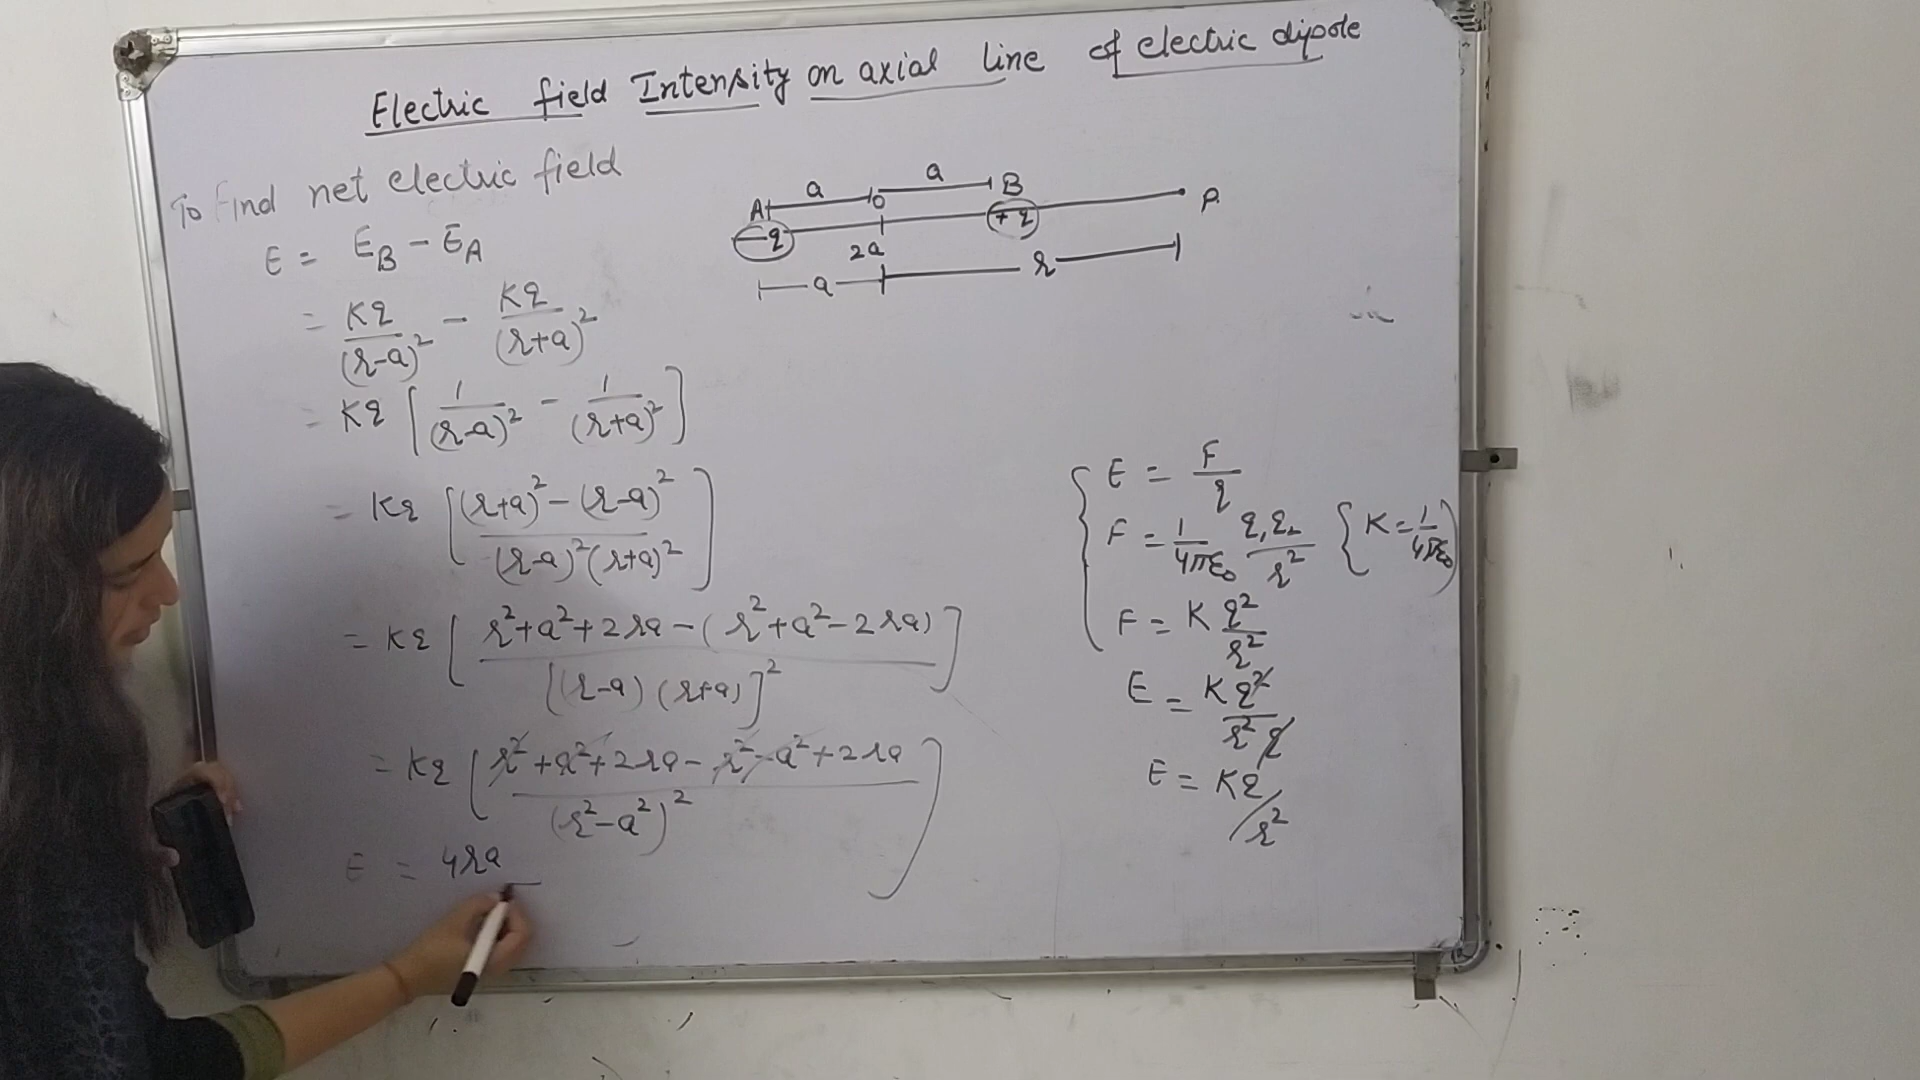 Electric field Intensity on axial line of electric dipole
To Find net electric field
E = E_B - E_A
= Kq/(r-a)² - Kq/(r+a)²
= Kq [1/(r-a)² - 1/(r+a)²]
= Kq [((r+a)² - (r-a)²)/((r-a)²(r+a)²)]
= Kq [(r²+a²+2ra-(r²+a²-2ra))/[(r-a)(r+a)]²]
= Kq [(r²+a²+2ra-r²-a²+2ra)/(r²-a²)²]
E = 4ra
a a
A O B P
-q +q
2a
a r
E = F/q
F = 1/4πε₀ q₁q₂/r² { K = 1/4πε₀ )
F = K q²/r²
E = K q²/r² q
E = Kq/r²